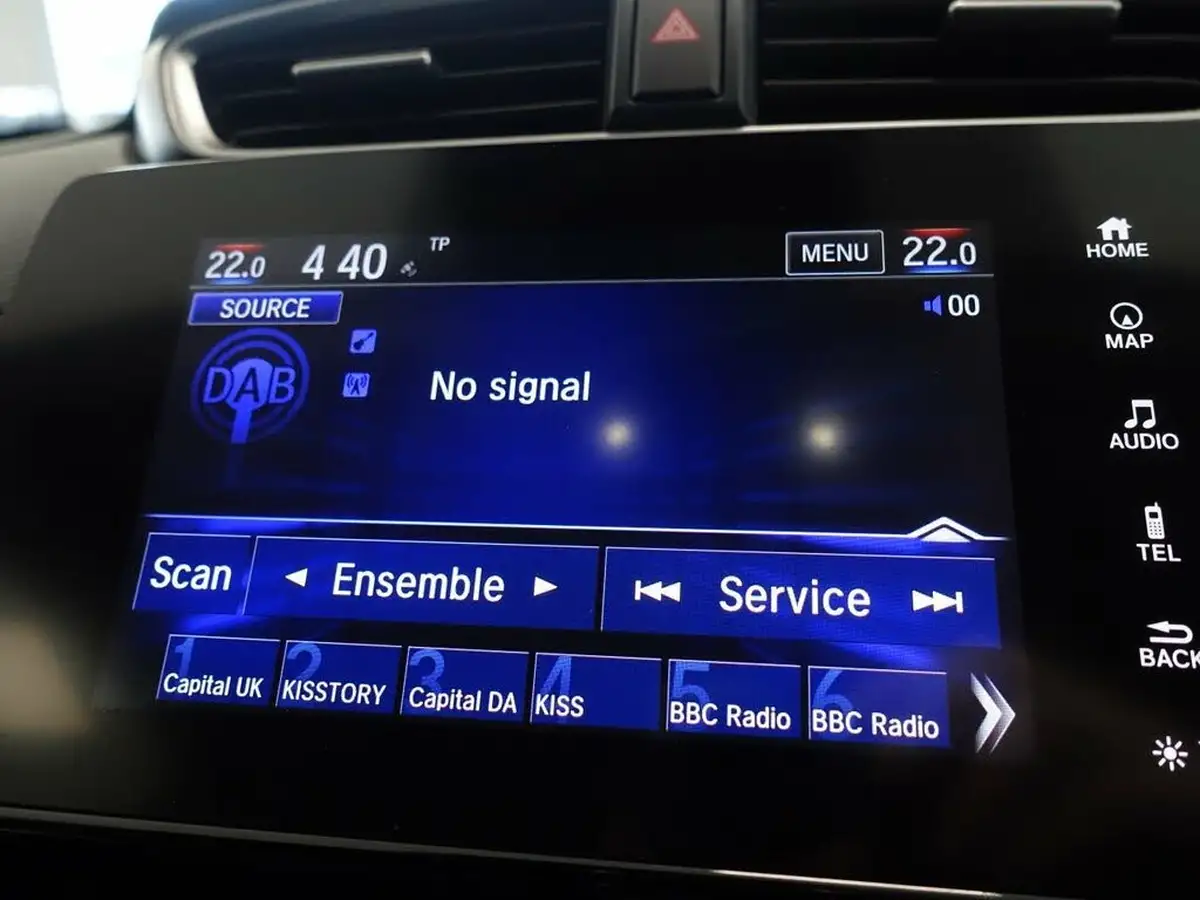 22.0 4 40 TP MENU 22.0
HOME
SOURCE
00
MAP
DAB
No signal
AUDIO
TEL
Scan Ensemble Service
BACK
1 2 3 4 5 6
Capital UK KISSTORY Capital DA KISS BBC Radio BBC Radio